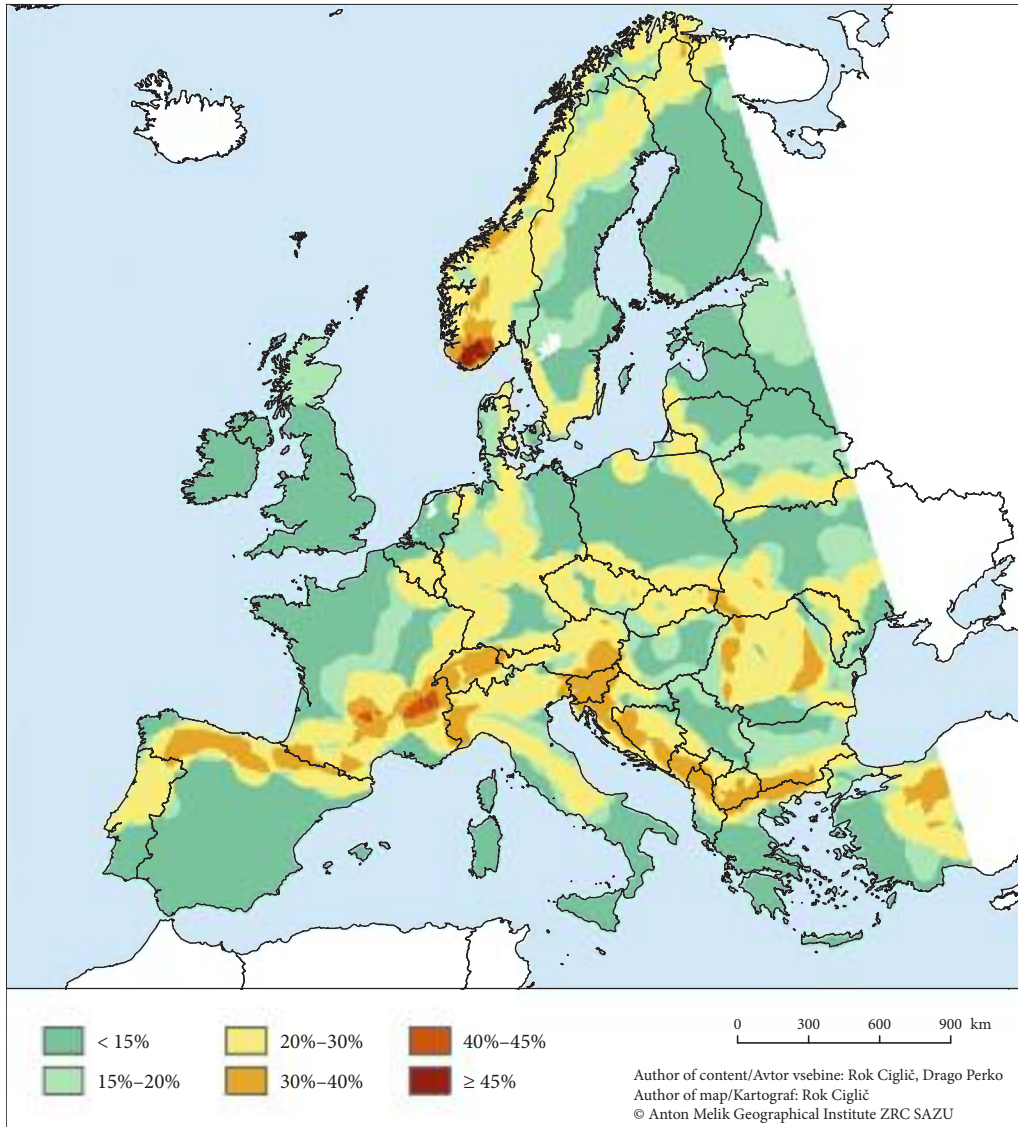 < 15%
15%–20%
20%–30%
30%–40%
40%–45%
≥ 45%
0 300 600 900 km
Author of content/Avtor vsebine: Rok Ciglič, Drago Perko
Author of map/Kartograf: Rok Ciglič
© Anton Melik Geographical Institute ZRC SAZU